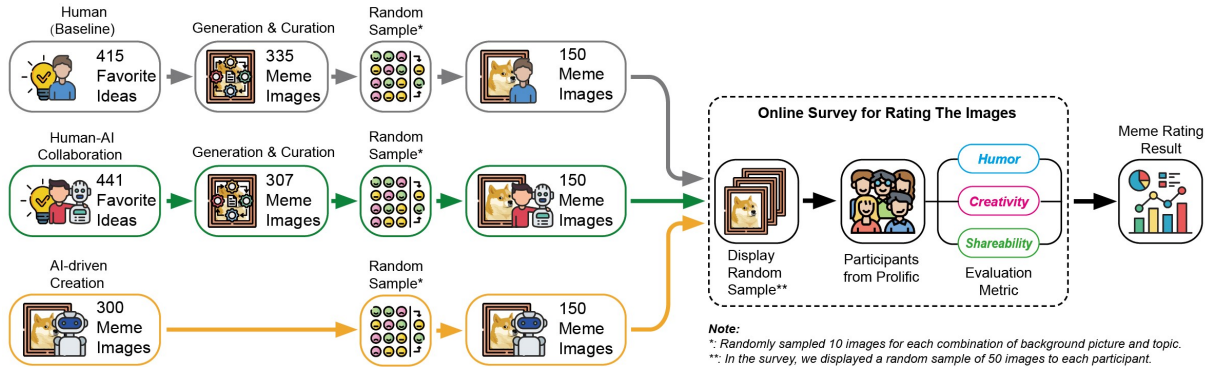 Human
(Baseline)
415
Favorite
Ideas
Generation & Curation
335
Meme
Images
Random
Sample*
150
Meme
Images
Human-AI
Collaboration
441
Favorite
Ideas
Generation & Curation
307
Meme
Images
Random
Sample*
150
Meme
Images
AI-driven
Creation
300
Meme
Images
Random
Sample*
150
Meme
Images
Online Survey for Rating The Images
Display
Random
Sample**
Participants
from Prolific
Humor
Creativity
Shareability
Evaluation
Metric
Meme Rating
Result
Note:
*: Randomly sampled 10 images for each combination of background picture and topic.
**: In the survey, we displayed a random sample of 50 images to each participant.